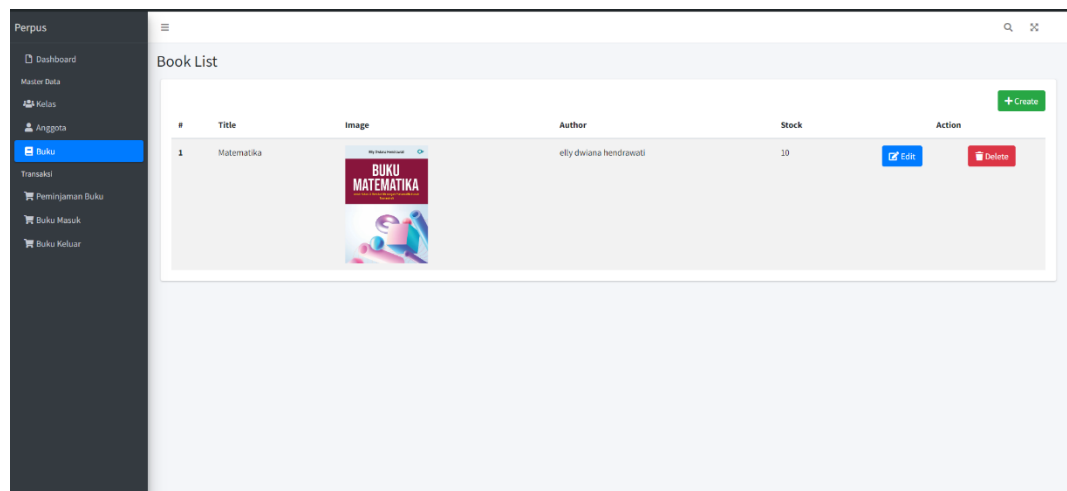 Perpus
Dashboard
Master Data
Kelas
Anggota
Buku
Transaksi
Peminjaman Buku
Buku Masuk
Buku Keluar
Book List
Create
# Title Image Author Stock Action
1 Matematika elly dwiana hendrawati 10 Edit Delete
BUKU
MATEMATIKA